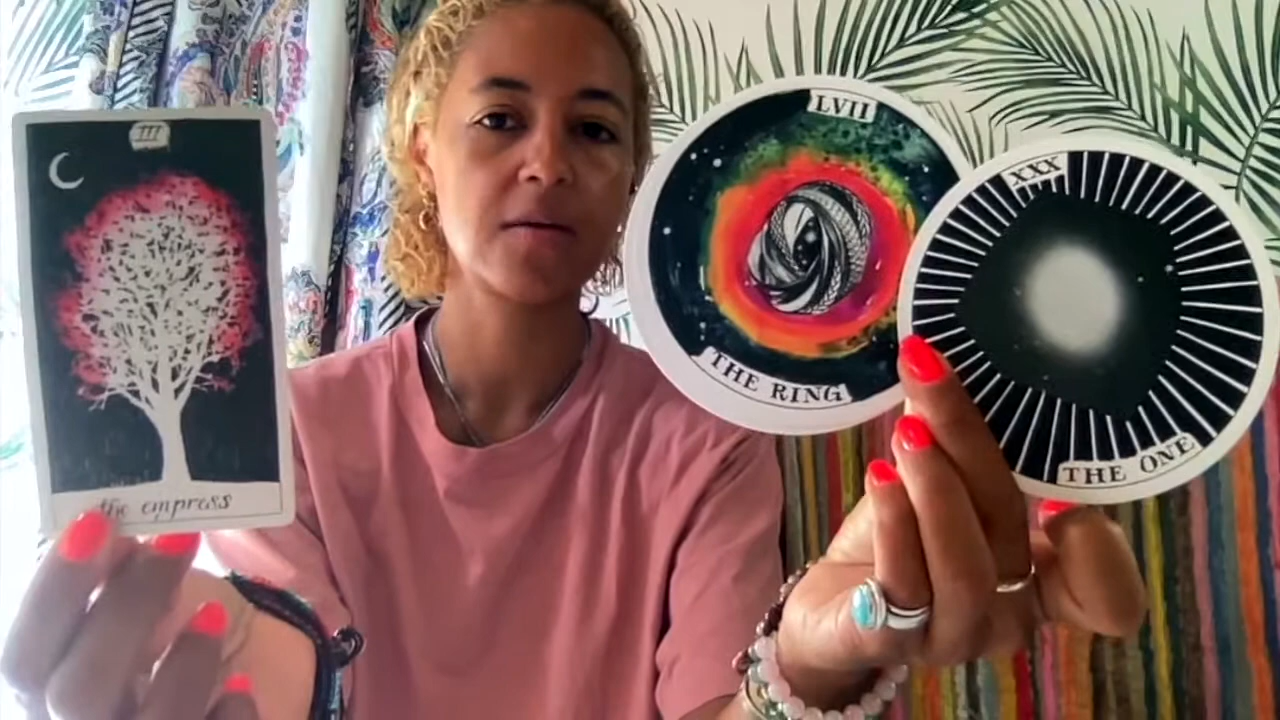 III
the empress
LVII
THE RING
XXX
THE ONE